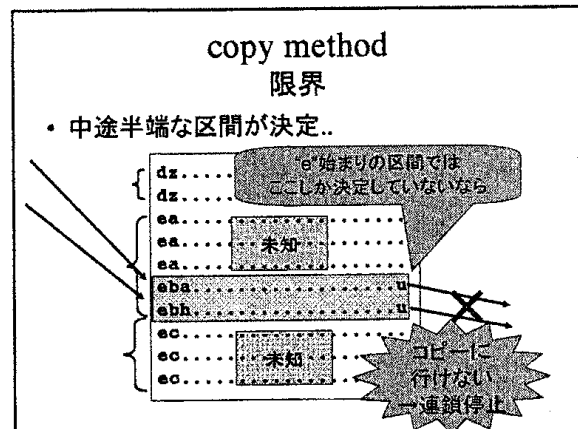 copy method
限界
• 中途半端な区間が決定..
"e"始まりの区間では
ここしか決定していないなら
dz.....
dz.....
ea.....................
ea.....................
ea.....................
未知
eba.....................u
ebh.....................u
ec.....................
ec.....................
ec.....................
未知
コピーに
行けない
→連鎖停止